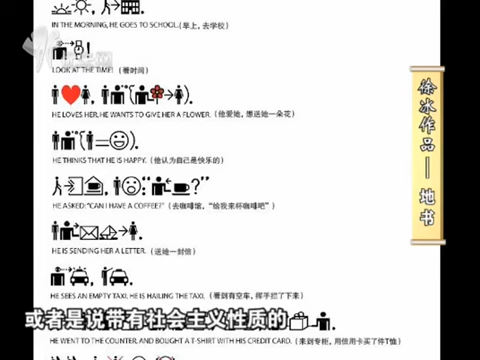 IN THE MORNING, HE GOES TO SCHOOL.(早上，去学校)
LOOK AT THE TIME! (看时间)
HE LOVES HER, HE WANTS TO GIVE HER A FLOWER. (他爱她，想送她一朵花)
HE THINKS THAT HE IS HAPPY. (他认为自己是快乐的)
HE ASKED: "CAN I HAVE A COFFEE?" (去咖啡馆，"给我来杯咖啡吧")
HE IS SENDING HER A LETTER. (送她一封信)
HE SEES AN EMPTY TAXI, HE IS HAILING THE TAXI. (看到有空车，挥手拦了下来)
HE WENT TO THE COUNTER, AND BOUGHT A T-SHIRT WITH HIS CREDIT CARD. (来到专柜，用信用卡买了件T恤)
徐冰作品——地书
或者是说带有社会主义性质的